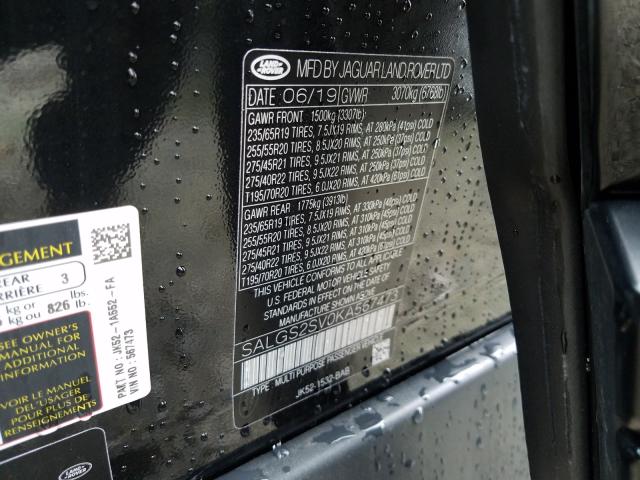 LAND ROVER
MFD BY JAGUAR LAND ROVER LTD
DATE 06/19 GVWR 3070kg (6768lb)
GAWR FRONT 1500kg (3307lb):
235/65R19 TIRES, 7.5JX19 RIMS, AT 280kPa (41psi) COLD
255/55R20 TIRES, 8.5JX20 RIMS, AT 250kPa (37psi) COLD
275/45R21 TIRES, 9.5JX21 RIMS, AT 250kPa (37psi) COLD
275/40R22 TIRES, 9.5JX22 RIMS, AT 250kPa (37psi) COLD
T195/70R20 TIRES, 6.0JX20 RIMS, AT 420kPa (61psi) COLD
GAWR REAR 1775kg (3913lb):
235/65R19 TIRES, 7.5JX19 RIMS, AT 330kPa (48psi) COLD
255/55R20 TIRES, 8.5JX20 RIMS, AT 310kPa (45psi) COLD
275/45R21 TIRES, 9.5JX21 RIMS, AT 310kPa (45psi) COLD
275/40R22 TIRES, 9.5JX22 RIMS, AT 310kPa (45psi) COLD
T195/70R20 TIRES, 6.0JX20 RIMS, AT 420kPa (61psi) COLD
THIS VEHICLE CONFORMS TO ALL APPLICABLE
U.S. FEDERAL MOTOR VEHICLE SAFETY
STANDARDS IN EFFECT ON THE DATE OF
MANUFACTURE SHOWN ABOVE.
SALGS2SV0KA567473
TYPE MULTI PURPOSE PASSENGER VEHICLE
JK52-1532-BAB
GEMENT
REAR 3
RRIÈRE
kg or lbs.
kg ou 826 lb.
SEE OWNER'S
MANUAL FOR
ADDITIONAL
INFORMATION
VOIR LE MANUEL
DE L'USAGER
POUR PLUS DE
RENSEIGNEMENTS
PART NO : JK52-1A552-FA
VIN NO : 567473
LAND ROVER